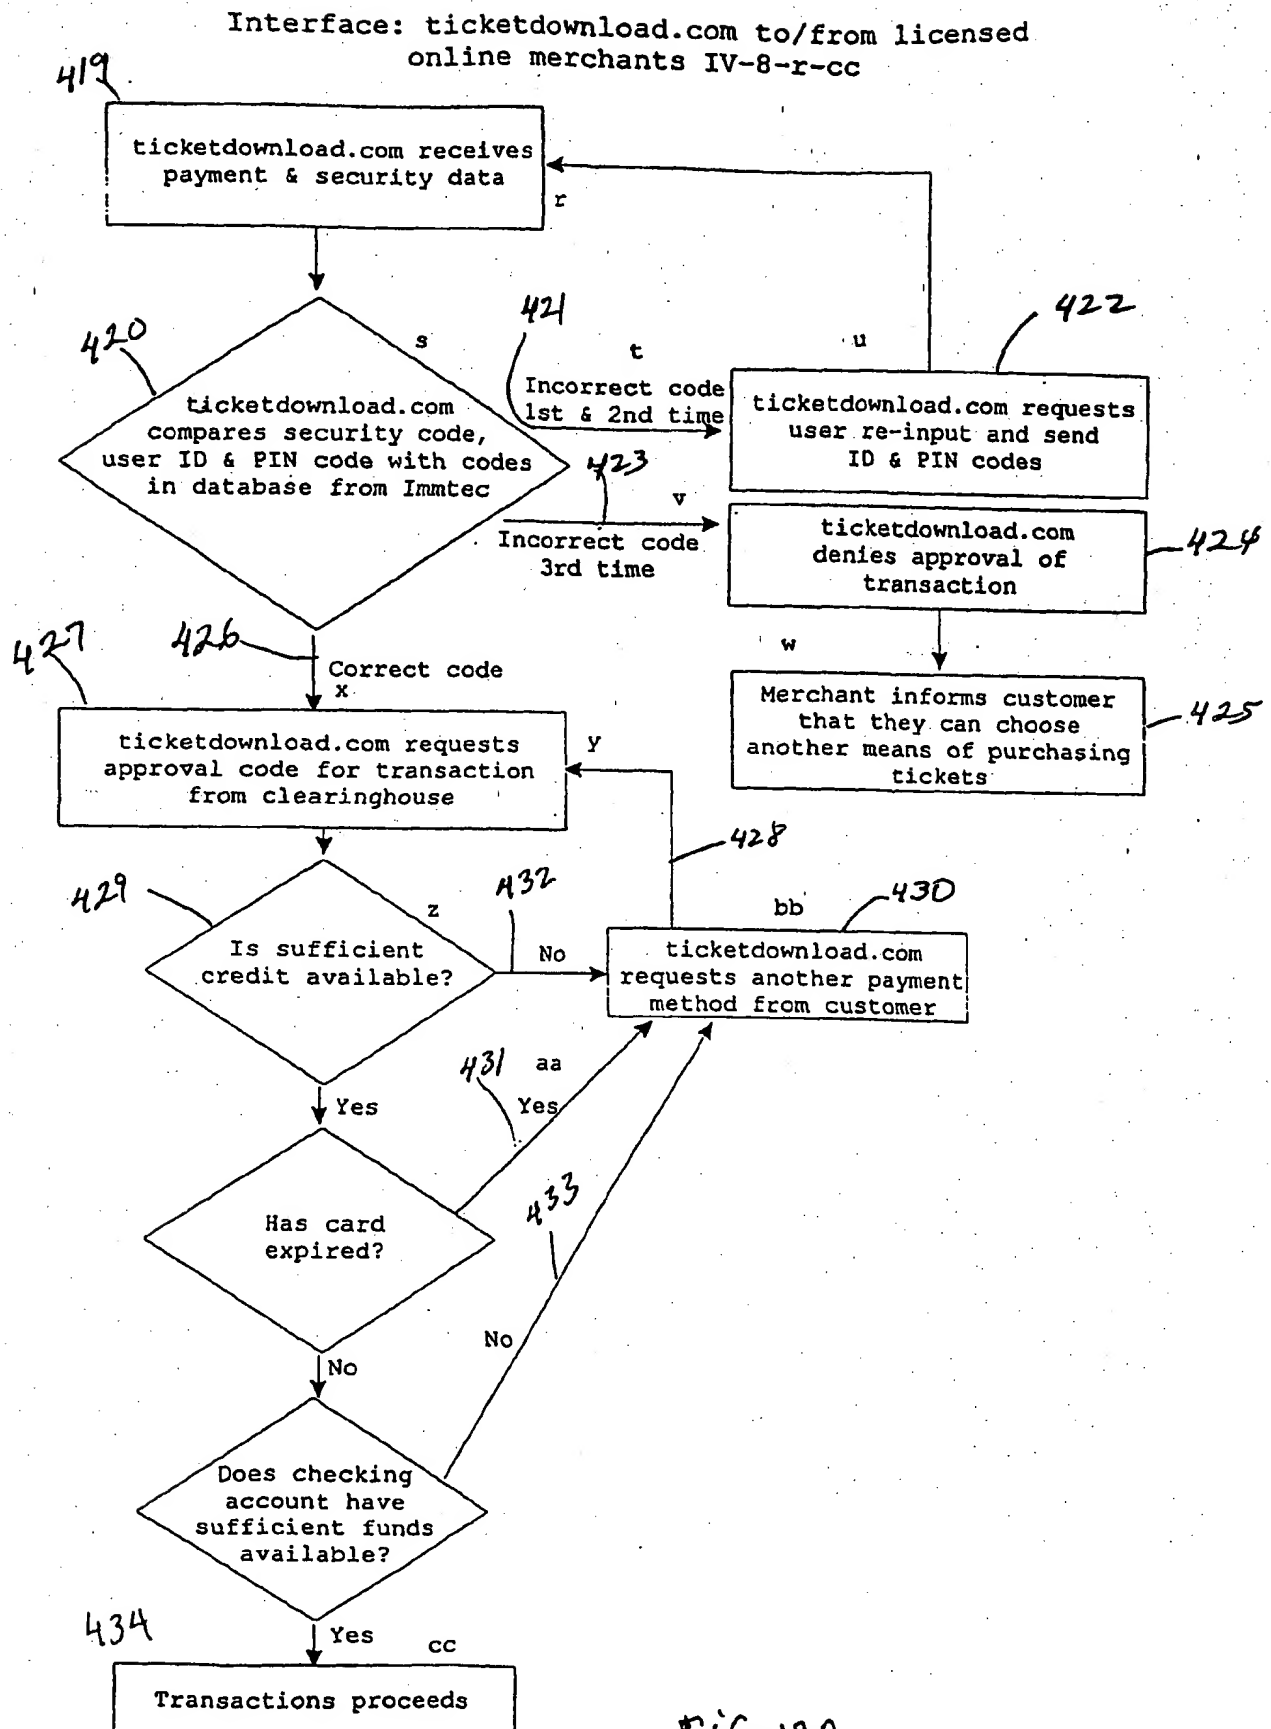 Interface: ticketdownload.com to/from licensed
online merchants IV-8-r-cc
419
ticketdownload.com receives
payment & security data
r
420
s
ticketdownload.com
compares security code,
user ID & PIN code with codes
in database from Immtec
421
t
Incorrect code
1st & 2nd time
u
422
ticketdownload.com requests
user re-input and send
ID & PIN codes
423
v
Incorrect code
3rd time
ticketdownload.com
denies approval of
transaction
424
w
Merchant informs customer
that they can choose
another means of purchasing
tickets
425
426
Correct code
x
427
ticketdownload.com requests
approval code for transaction
from clearinghouse
y
428
429
z
Is sufficient
credit available?
432
No
bb
430
ticketdownload.com
requests another payment
method from customer
Yes
431
aa
Yes
Has card
expired?
433
No
No
Does checking
account have
sufficient funds
available?
434
Yes
cc
Transactions proceeds